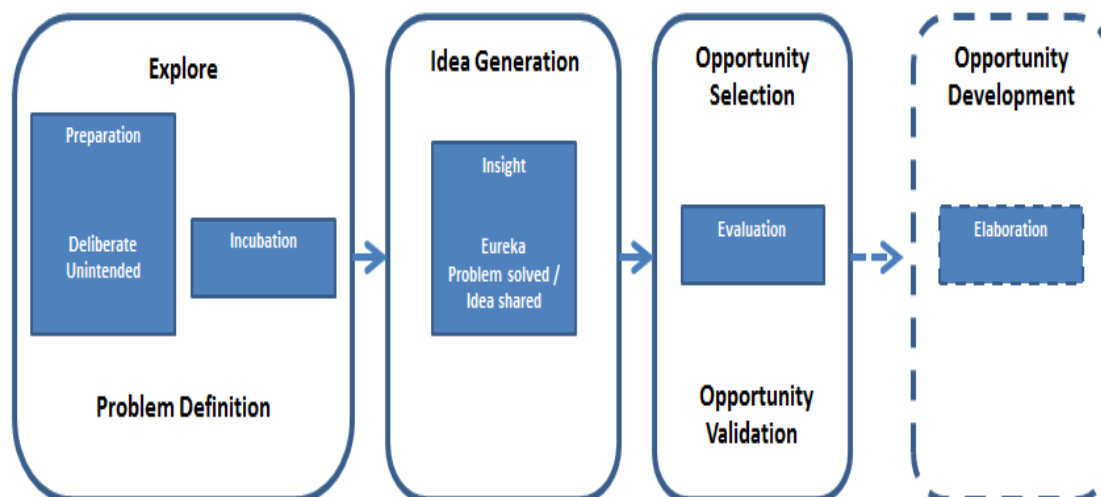 Explore
Preparation
Deliberate
Unintended
Incubation
Problem Definition
Idea Generation
Insight
Eureka
Problem solved /
Idea shared
Opportunity
Selection
Evaluation
Opportunity
Validation
Opportunity
Development
Elaboration